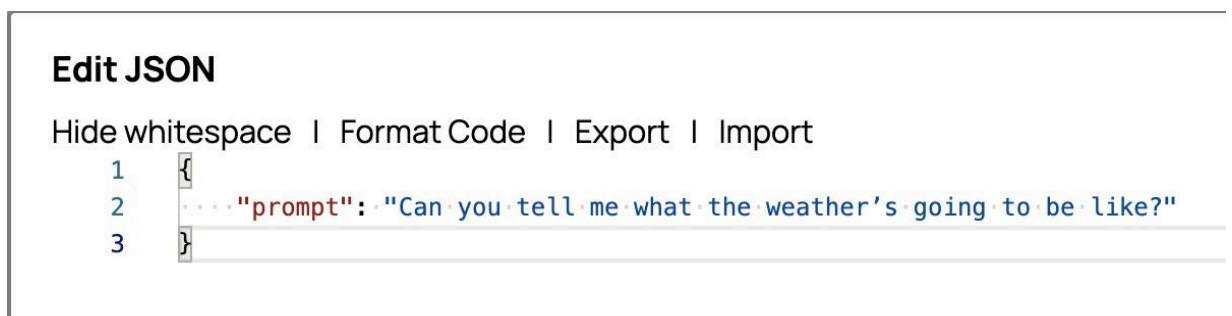 Edit JSON
Hide whitespace | Format Code | Export | Import
1 {
2 "prompt": "Can you tell me what the weather’s going to be like?"
3 }